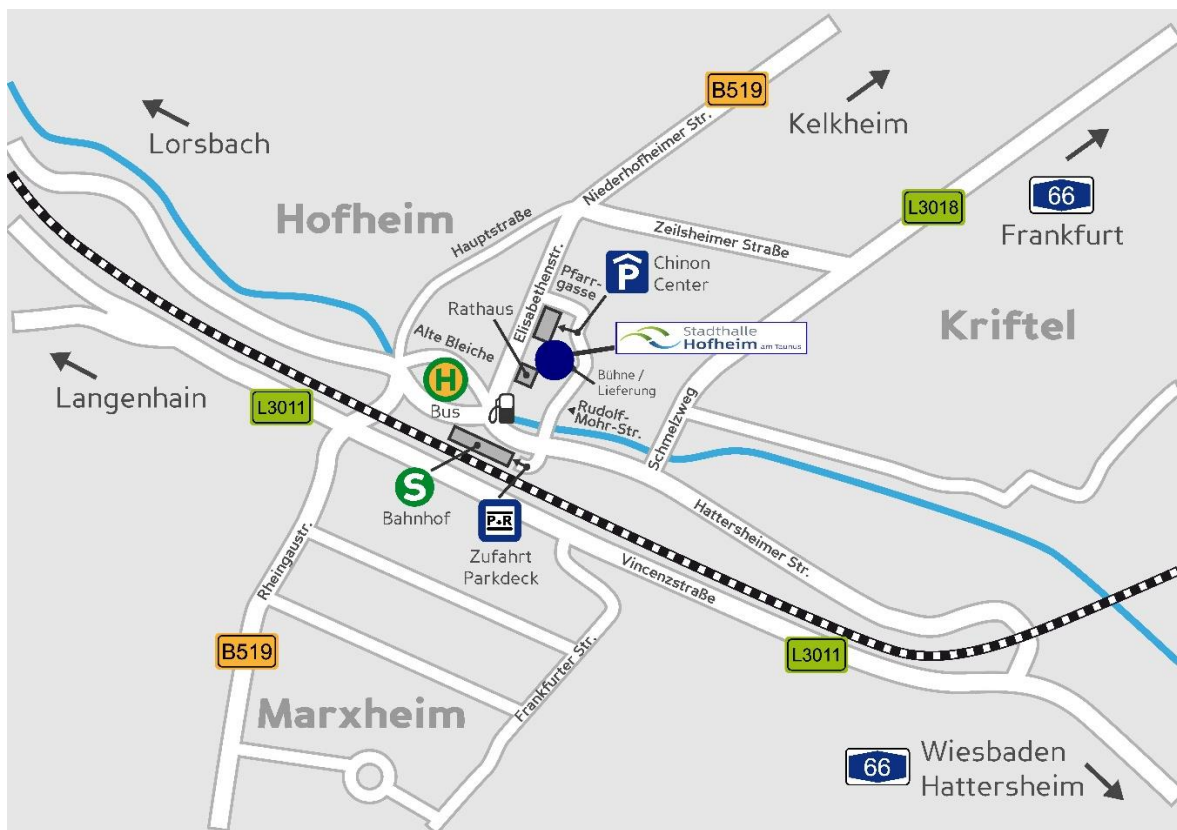 B519
Kelkheim
Lorsbach
66
Frankfurt
L3018
Hofheim
Niederhofheimer Str.
Hauptstraße
Zeilsheimer Straße
Elisabethenstr.
Pfarr-
gasse
P
Chinon
Center
Rathaus
Alte Bleiche
Stadthalle
Hofheim am Taunus
Kriftel
Bühne /
Lieferung
H
Bus
Langenhain
L3011
Rudolf-
Mohr-Str.
Schmelzweg
S
Bahnhof
P+R
Zufahrt
Parkdeck
Hattersheimer Str.
Rheingaustr.
Vincenzstraße
B519
L3011
Frankfurter Str.
Marxheim
66
Wiesbaden
Hattersheim